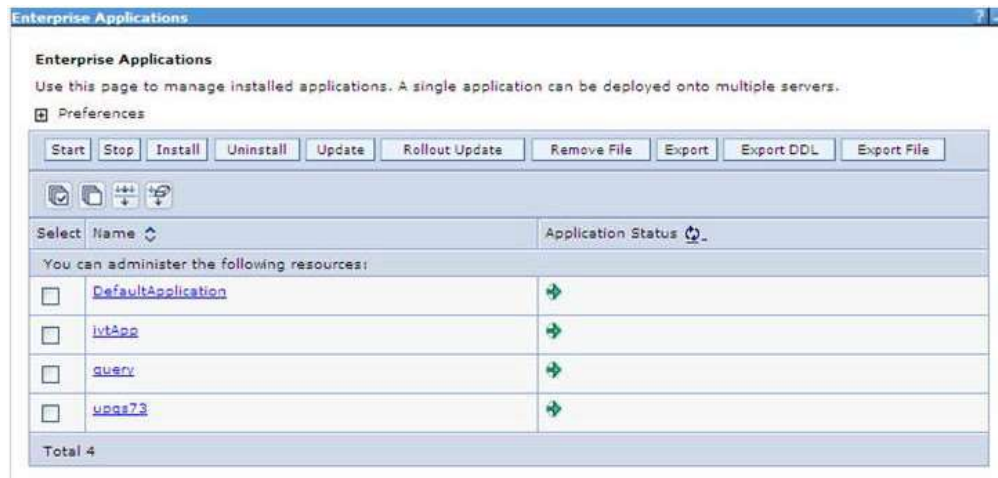 Enterprise Applications ?
Enterprise Applications
Use this page to manage installed applications. A single application can be deployed onto multiple servers.
Preferences
Start Stop Install Uninstall Update Rollout Update Remove File Export Export DDL Export File
Select Name Application Status
You can administer the following resources:
DefaultApplication
ivtApp
query
upgs73
Total 4